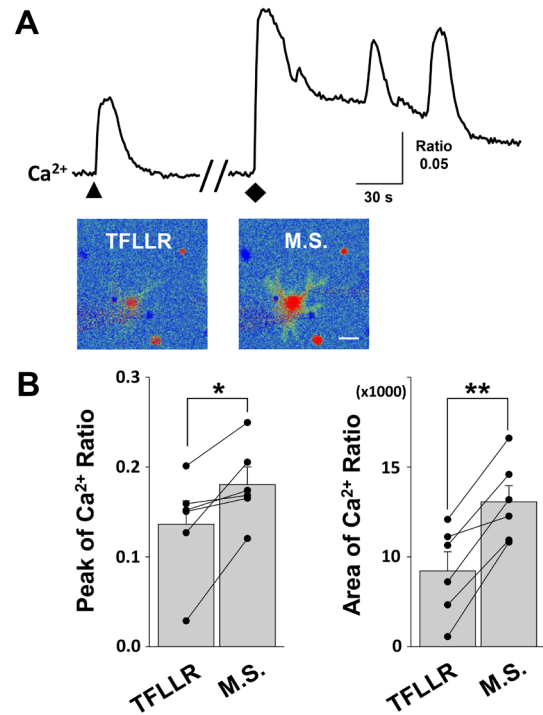 A
Ca²⁺
Ratio
0.05
30 s
TFLLR
M.S.
B
Peak of Ca²⁺ Ratio
0.3
0.2
0.1
0.0
*
TFLLR
M.S.
Area of Ca²⁺ Ratio
(x1000)
15
10
0
**
TFLLR
M.S.